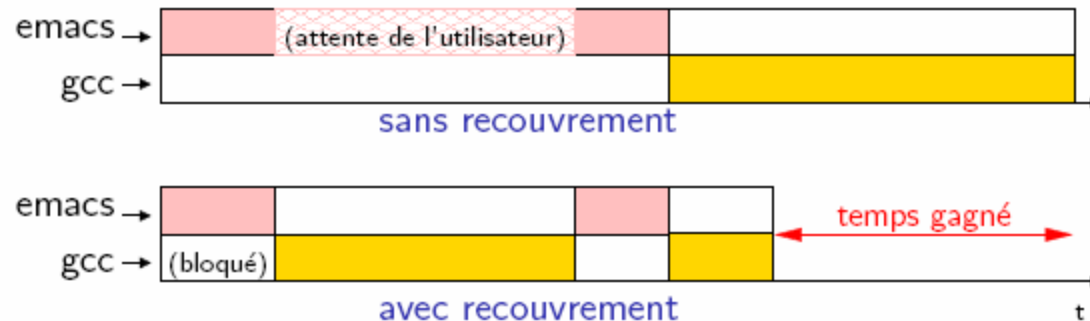 emacs
(attente de l'utilisateur)
gcc
sans recouvrement
emacs
temps gagné
gcc
(bloqué)
avec recouvrement
t